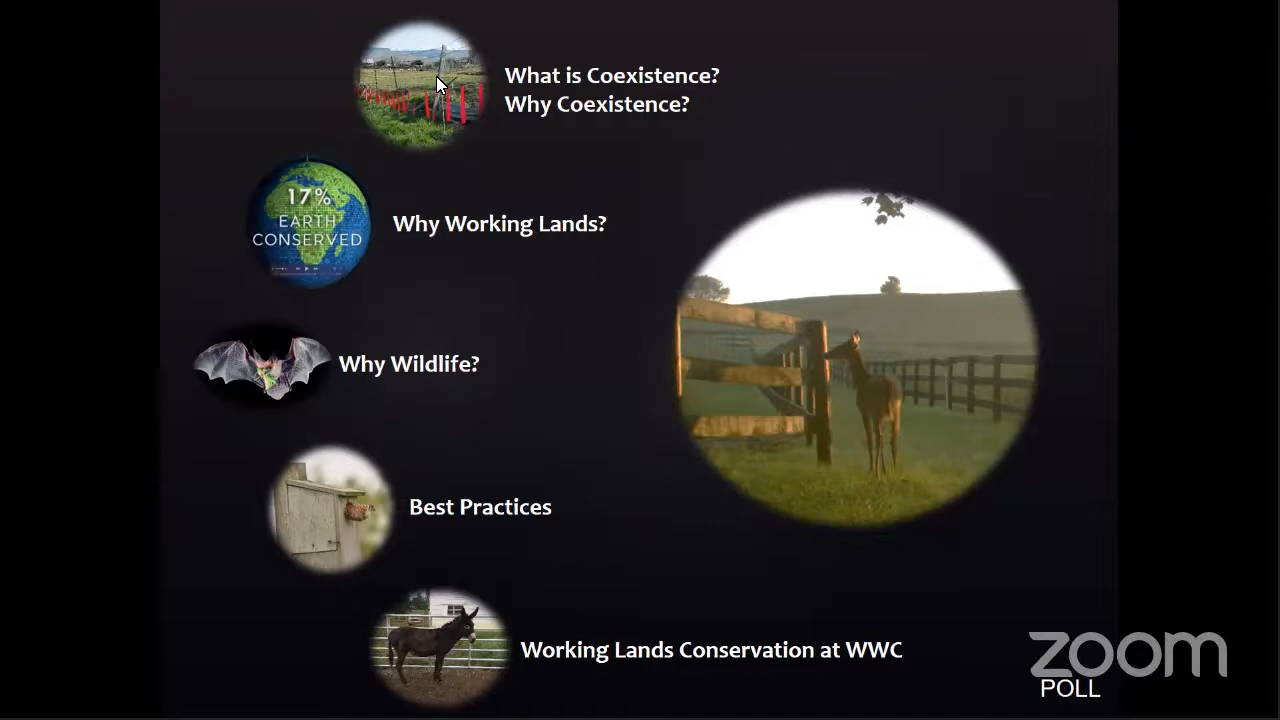 What is Coexistence?
Why Coexistence?
17%
EARTH
CONSERVED
Why Working Lands?
Why Wildlife?
Best Practices
Working Lands Conservation at WWC
zoom
POLL